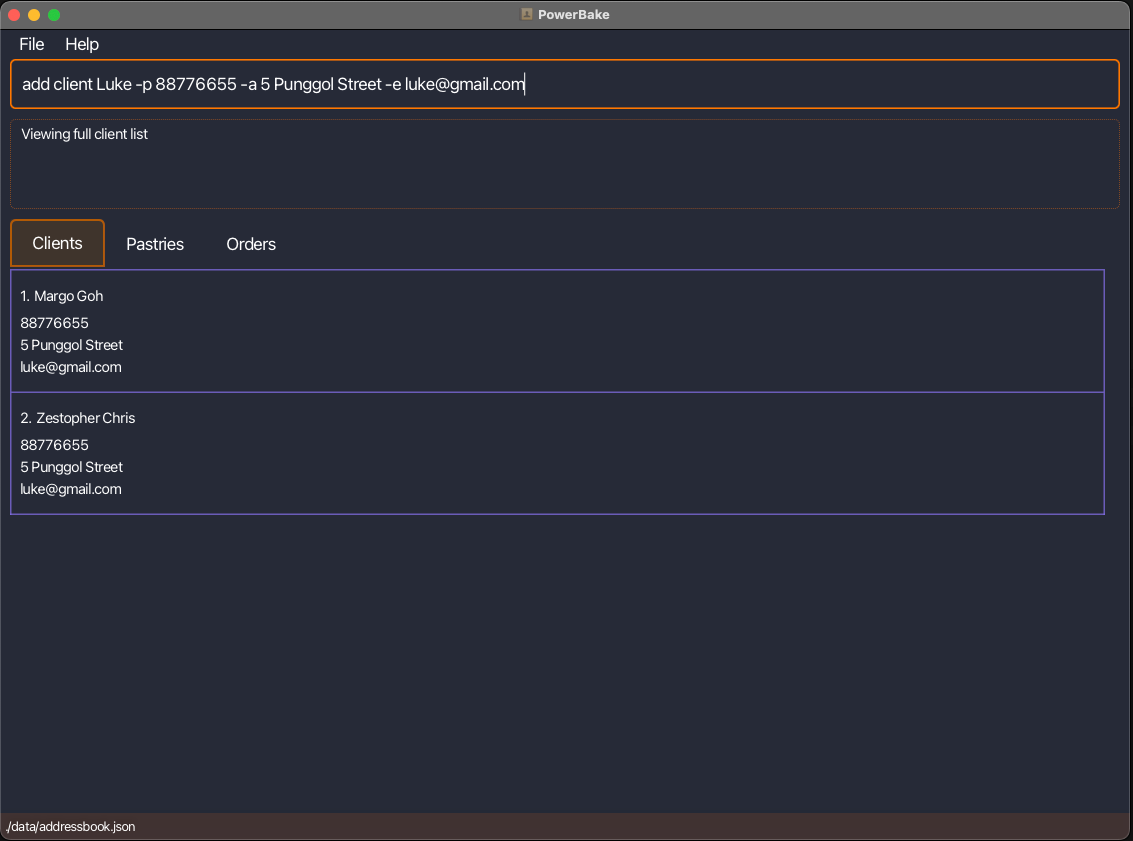 PowerBake
File Help
add client Luke -p 88776655 -a 5 Punggol Street -e luke@gmail.com
Viewing full client list
Clients Pastries Orders
1. Margo Goh
88776655
5 Punggol Street
luke@gmail.com
2. Zestopher Chris
88776655
5 Punggol Street
luke@gmail.com
./data/addressbook.json